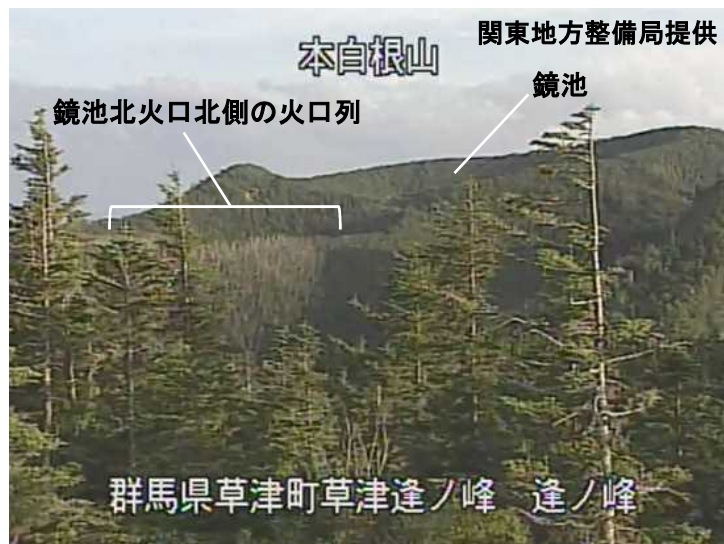 関東地方整備局提供
本白根山
鏡池
鏡池北火口北側の火口列
群馬県草津町草津逢ノ峰　逢ノ峰